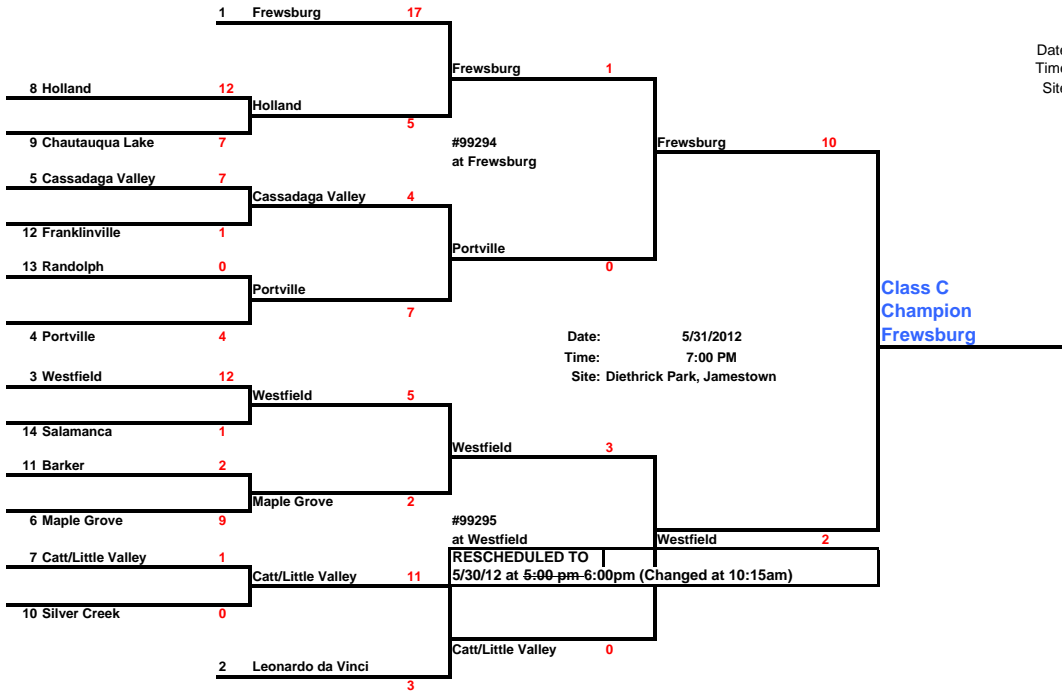 1 Frewsburg 17
Date
Frewsburg 1
Time
8 Holland 12
Site
Holland
5
9 Chautauqua Lake 7
#99294
Frewsburg 10
at Frewsburg
5 Cassadaga Valley 7
Cassadaga Valley 4
12 Franklinville 1
Portville
13 Randolph 0
0
Portville
7
Class C
Champion
Frewsburg
4 Portville 4
Date: 5/31/2012
Time: 7:00 PM
Site: Diethrick Park, Jamestown
3 Westfield 12
Westfield 5
14 Salamanca 1
Westfield 3
11 Barker 2
Maple Grove 2
6 Maple Grove 9
#99295
at Westfield
Westfield 2
7 Catt/Little Valley 1
RESCHEDULED TO
Catt/Little Valley 11
5/30/12 at 5:00 pm 6:00pm (Changed at 10:15am)
10 Silver Creek 0
Catt/Little Valley 0
2 Leonardo da Vinci
3